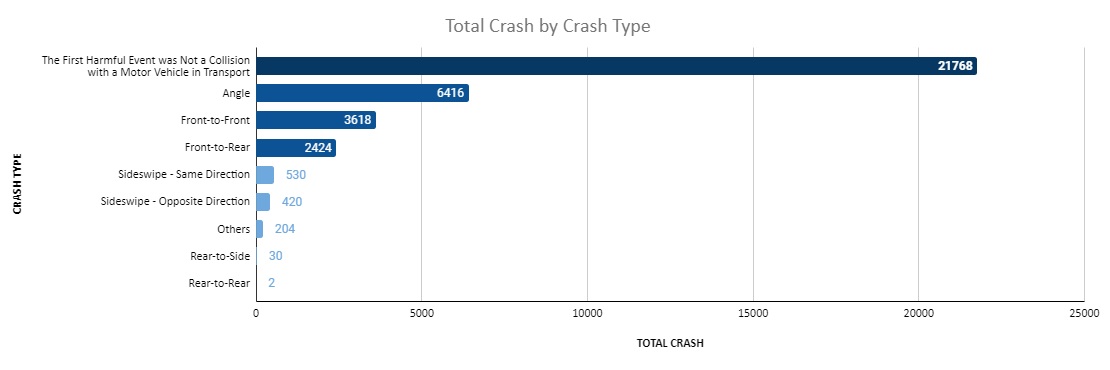 Total Crash by Crash Type
The First Harmful Event was Not a Collision
with a Motor Vehicle in Transport
21768
Angle
6416
Front-to-Front
3618
Front-to-Rear
2424
Sideswipe - Same Direction
530
Sideswipe - Opposite Direction
420
Others
204
Rear-to-Side
30
Rear-to-Rear
2
CRASH TYPE
0
5000
10000
15000
20000
25000
TOTAL CRASH